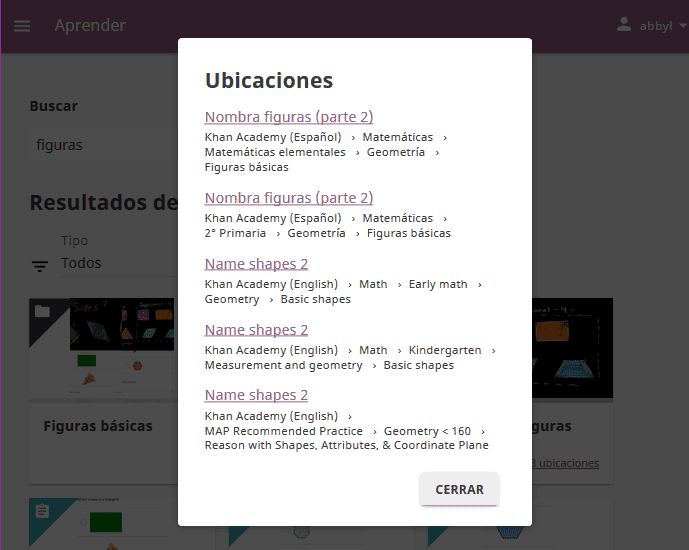 Aprender
abbyl
Buscar
figuras
Resultados de
Tipo
Todos
Ubicaciones
Nombra figuras (parte 2)
Khan Academy (Español) › Matemáticas ›
Matemáticas elementales › Geometría ›
Figuras básicas
Nombra figuras (parte 2)
Khan Academy (Español) › Matemáticas ›
2° Primaria › Geometría › Figuras básicas
Name shapes 2
Khan Academy (English) › Math › Early math ›
Geometry › Basic shapes
Name shapes 2
Khan Academy (English) › Math › Kindergarten ›
Measurement and geometry › Basic shapes
Name shapes 2
Khan Academy (English) ›
MAP Recommended Practice › Geometry < 160 ›
Reason with Shapes, Attributes, & Coordinate Plane
CERRAR
Figuras básicas
guras
3 ubicaciones